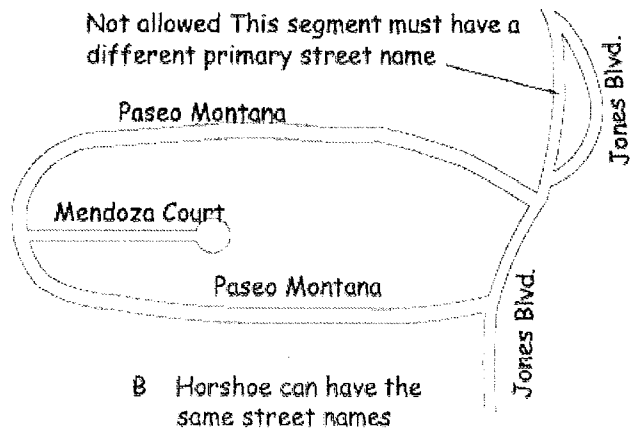 Not allowed This segment must have a
different primary street name
Jones Blvd.
Paseo Montana
Mendoza Court
Paseo Montana
Jones Blvd.
B Horshoe can have the
same street names